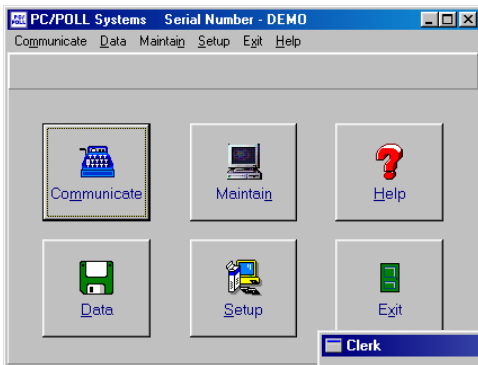 PC/POLL Systems   Serial Number - DEMO
Communicate Data Maintain Setup Exit Help
Communicate Maintain Help
Data Setup Exit
Clerk